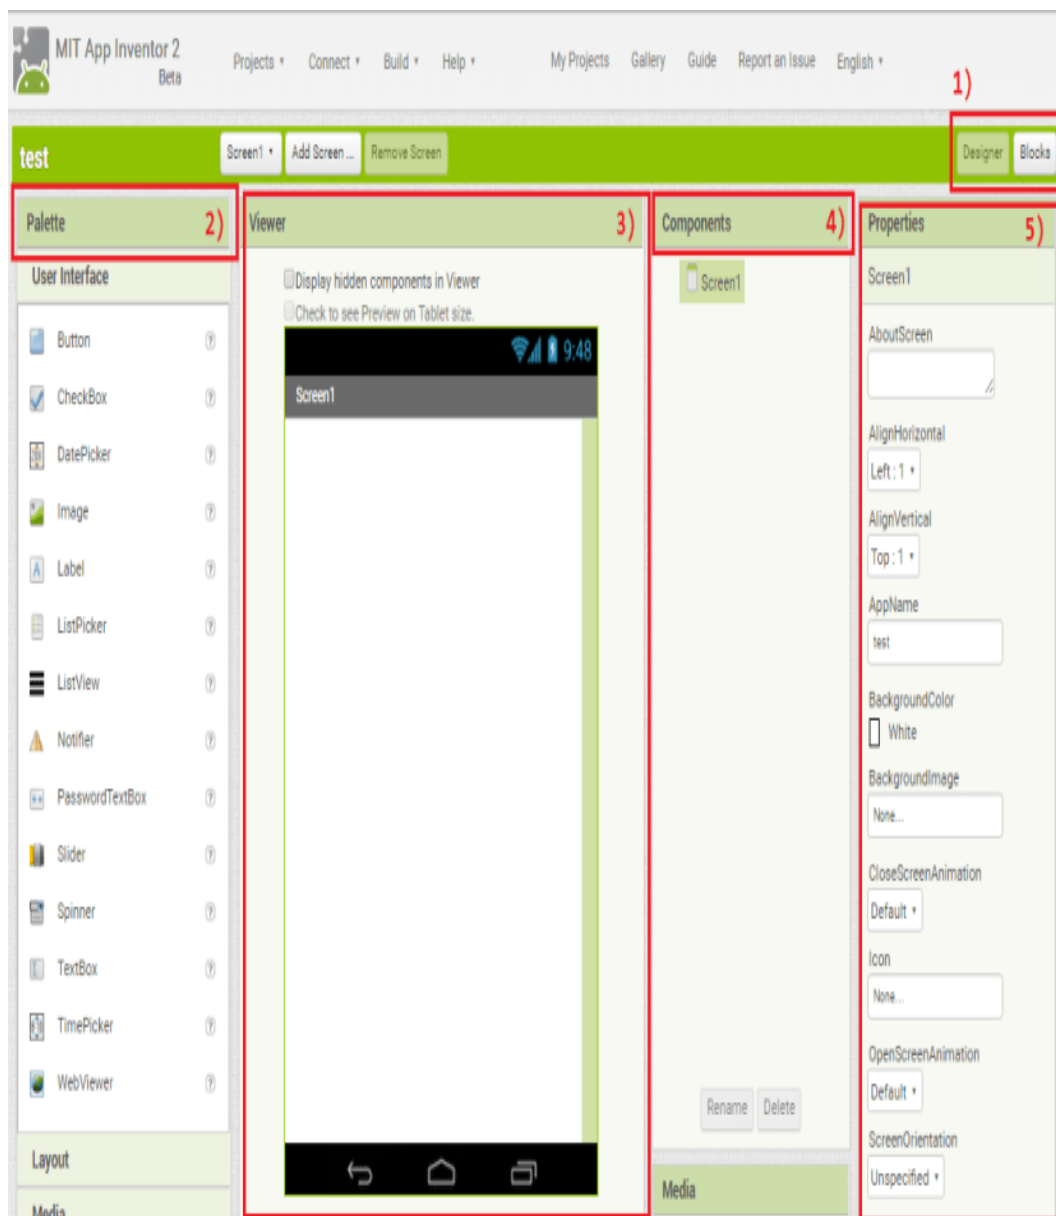 MIT App Inventor 2
Beta
Projects Connect Build Help My Projects Gallery Guide Report an Issue English
1)
test Screen1 Add Screen ... Remove Screen Designer Blocks
Palette 2)
User Interface
Button
CheckBox
DatePicker
Image
Label
ListPicker
ListView
Notifier
PasswordTextBox
Slider
Spinner
TextBox
TimePicker
WebViewer
Layout
Media
Viewer 3)
Display hidden components in Viewer
Check to see Preview on Tablet size.
9:48
Screen1
Components 4)
Screen1
Rename Delete
Media
Properties 5)
Screen1
AboutScreen
AlignHorizontal
Left : 1
AlignVertical
Top : 1
AppName
test
BackgroundColor
White
BackgroundImage
None...
CloseScreenAnimation
Default
Icon
None...
OpenScreenAnimation
Default
ScreenOrientation
Unspecified